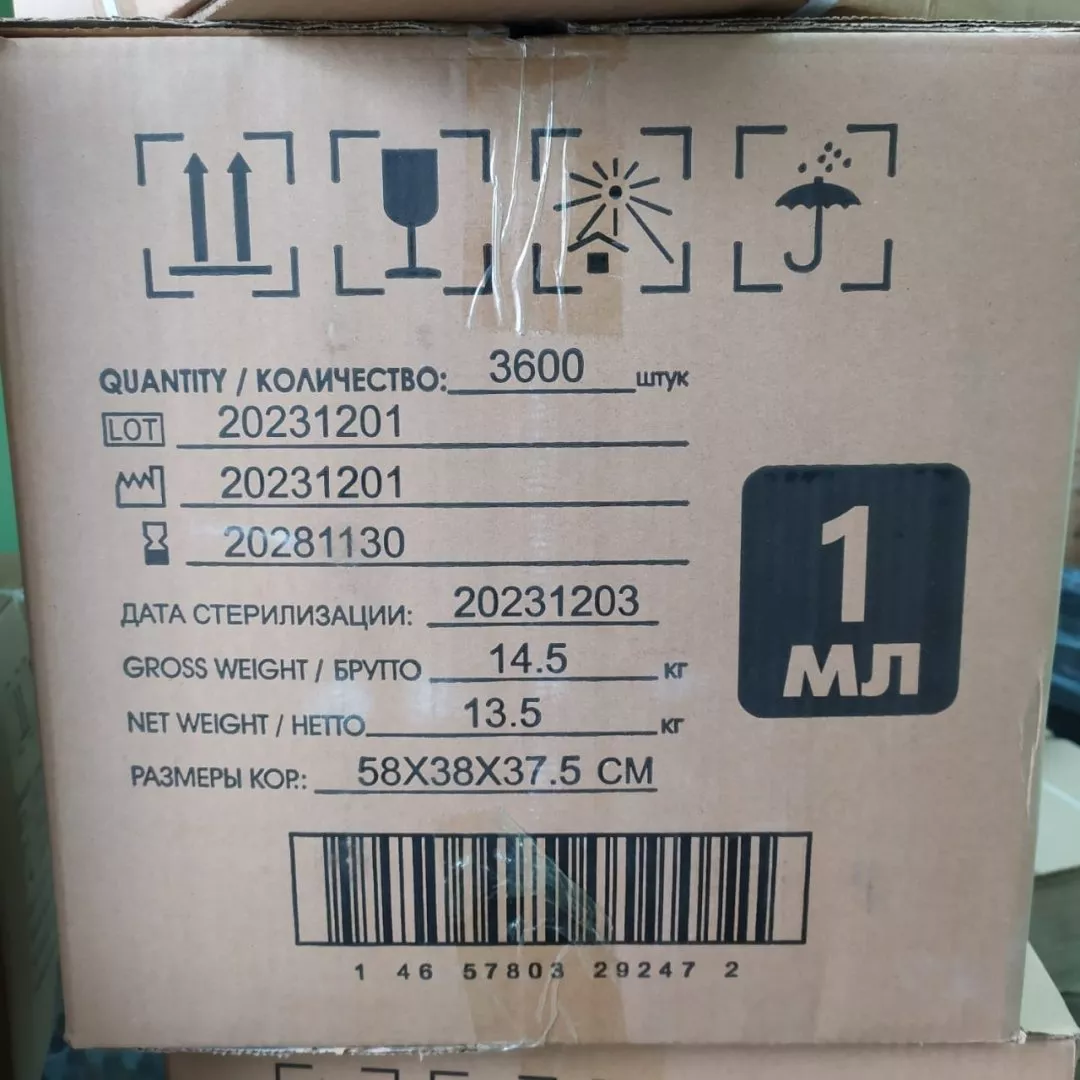 QUANTITY / КОЛИЧЕСТВО: 3600 штук
LOT 20231201
20231201
20281130
ДАТА СТЕРИЛИЗАЦИИ: 20231203
GROSS WEIGHT / БРУТТО 14.5 кг
NET WEIGHT / НЕТТО 13.5 кг
РАЗМЕРЫ КОР.: 58X38X37.5 CM
1
МЛ
1 46 57803 29247 2